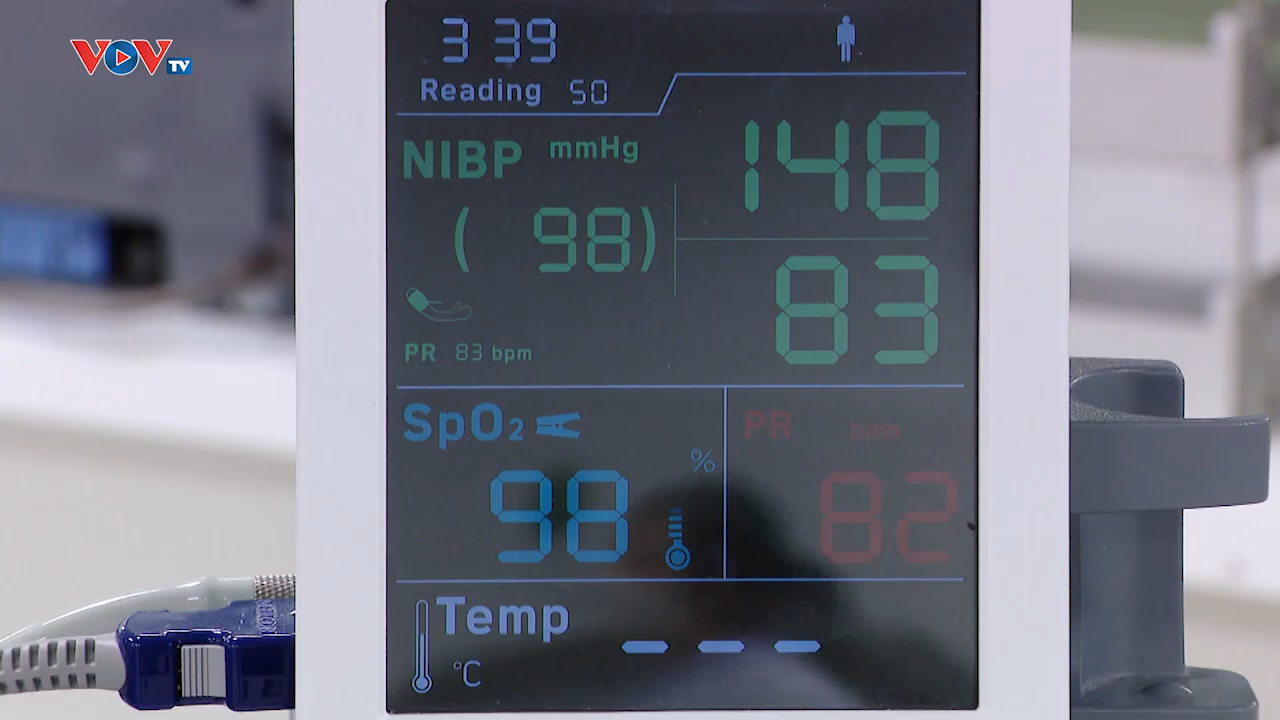 VOV TV
3 39
Reading 50
NIBP mmHg
148
( 98)
83
PR 83 bpm
SpO2
PR bpm
%
98
82
Temp
- - -
°C